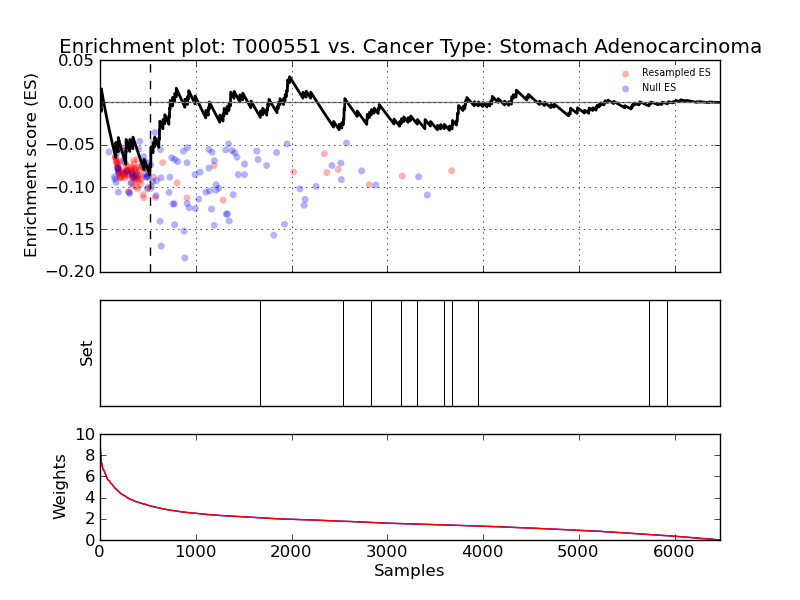 Enrichment plot: T000551 vs. Cancer Type: Stomach Adenocarcinoma
Enrichment score (ES)
0.05
0.00
−0.05
−0.10
−0.15
−0.20
Resampled ES
Null ES
Set
Weights
10
8
6
4
2
0
0 1000 2000 3000 4000 5000 6000
Samples